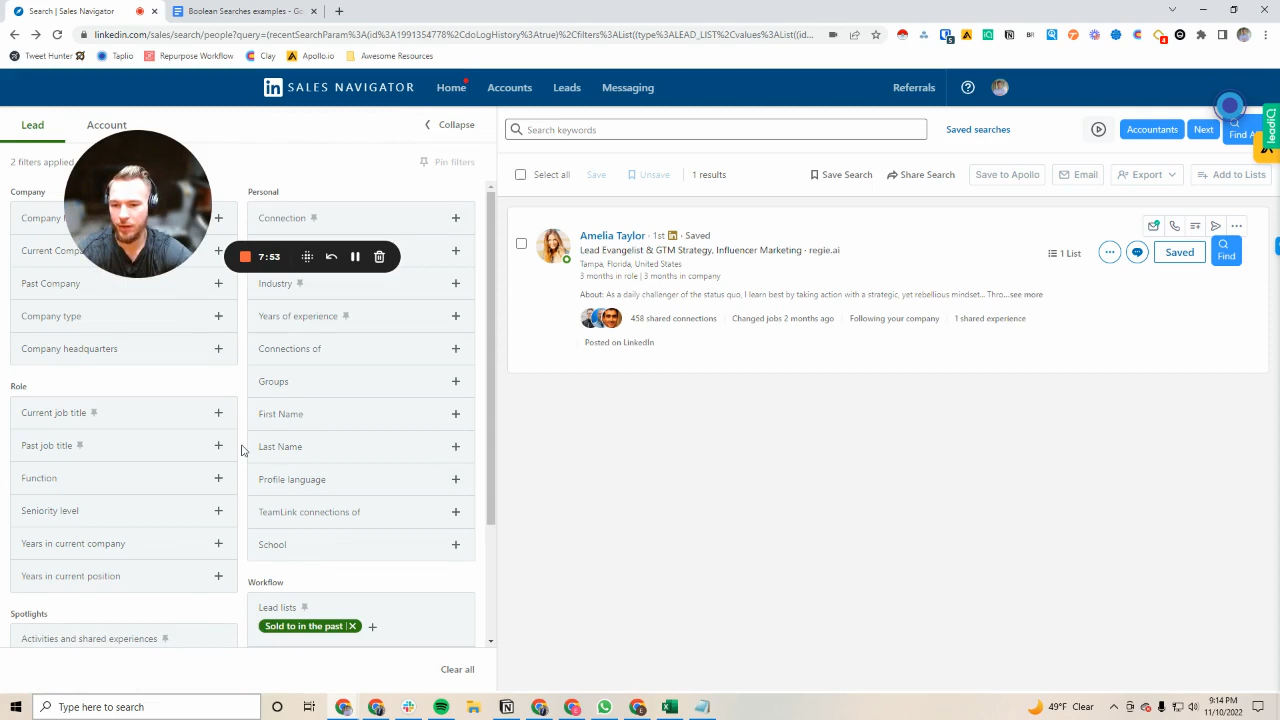 Search | LinkedIn
Boolean Searches examples - Go
linkedin.com/sales/search/people?query=(recentSearchParam%3A(id%3A1991354778%2CdoLogHistory%3Atrue)%2Cfilters%3AList((type%3ALEAD_LIST%2Cvalues%3AList((id...
Tweet Hunter
Taplio
Repurpose Workflow
Clay
Apollo.io
Awesome Resources
in SALES NAVIGATOR
Home
Accounts
Leads
Messaging
Referrals
Lead
Account
Collapse
Search keywords
Saved searches
Accountants
Next
Find A
2 filters applied
Pin filters
Select all
Save
Unsave
1 results
Save Search
Share Search
Save to Apollo
Email
Export
Add to Lists
Company
Personal
Company h
Connection
Current Comp
Past Company
Industry
Company type
Years of experience
Company headquarters
Connections of
Groups
Role
Current job title
First Name
Past job title
Last Name
Function
Profile language
Seniority level
TeamLink connections of
Years in current company
School
Years in current position
Workflow
Spotlights
Lead lists
Sold to in the past
Activities and shared experiences
Clear all
7:53
Amelia Taylor · 1st in · Saved
Lead Evangelist & GTM Strategy, Influencer Marketing · regie.ai
Tampa, Florida, United States
3 months in role | 3 months in company
About: As a daily challenger of the status quo, I learn best by taking action with a strategic, yet rebellious mindset... Thro...see more
458 shared connections
Changed jobs 2 months ago
Following your company
1 shared experience
Posted on LinkedIn
1 List
Saved
Find
Type here to search
49°F Clear
9:14 PM
11/10/2022